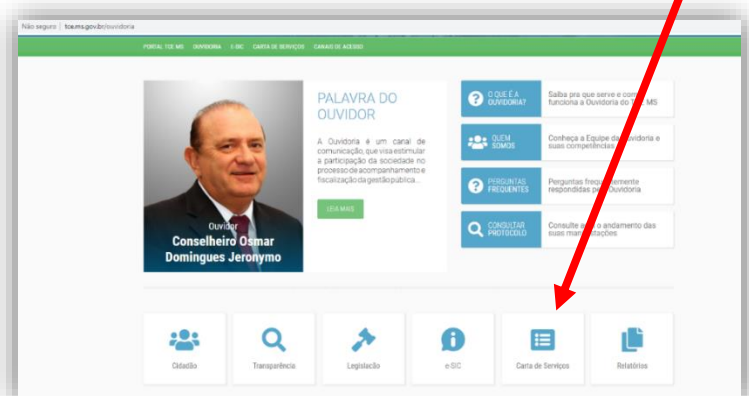 Não seguro | tce.ms.gov.br/ouvidoria
PORTAL TCE MS OUVIDORIA E-SIC CARTA DE SERVIÇOS CANAIS DE ACESSO
PALAVRA DO
OUVIDOR
A Ouvidoria é um canal de
comunicação, que visa estimular
a participação da sociedade no
processo de acompanhamento e
fiscalização da gestão pública...
LEIA MAIS
Ouvidor
Conselheiro Osmar
Domingues Jeronymo
O QUE É A
OUVIDORIA?
Saiba pra que serve e como
funciona a Ouvidoria do TCE MS
QUEM
SOMOS
Conheça a Equipe da Ouvidoria e
suas competências
PERGUNTAS
FREQUENTES
Perguntas frequentemente
respondidas pela Ouvidoria
CONSULTAR
PROTOCOLO
Consulte o andamento das
suas manifestações
Cidadão
Transparência
Legislação
e-SIC
Carta de Serviços
Relatórios